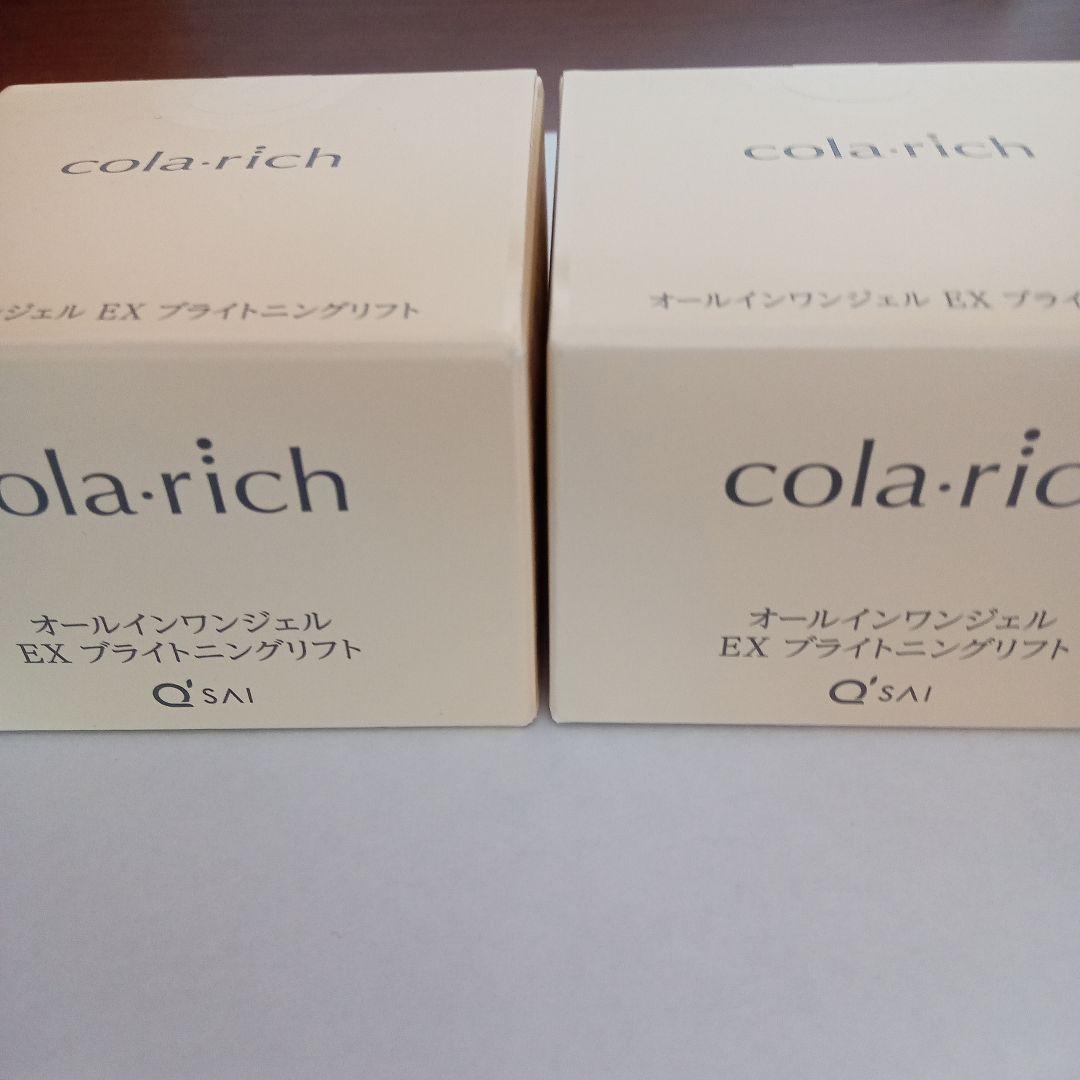 cola·rich
ジェル EX ブライトニングリフト
ola·rich
オールインワンジェル
EX ブライトニングリフト
Q'SAI
cola·rich
オールインワンジェル EX ブライ
cola·ric
オールインワンジェル
EX ブライトニングリフト
Q'SAI